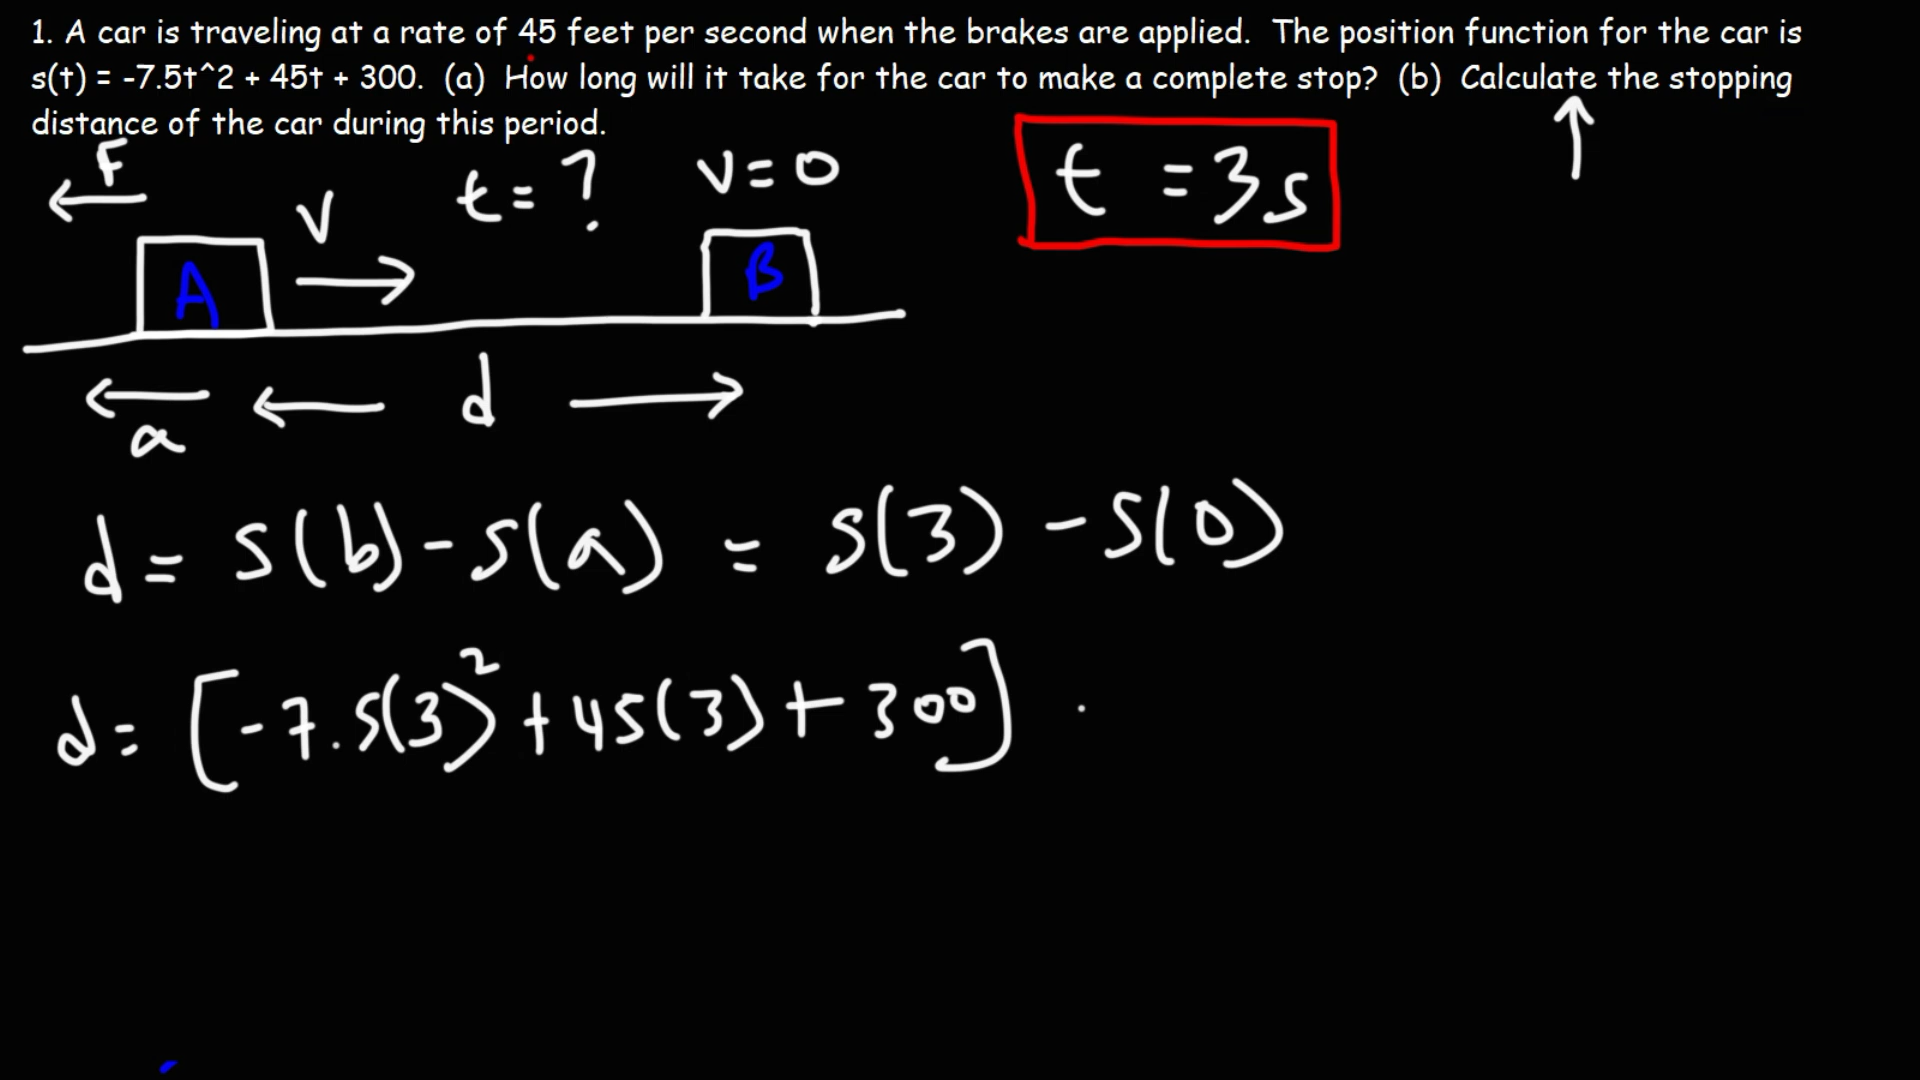 1. A car is traveling at a rate of 45 feet per second when the brakes are applied. The position function for the car is
s(t) = -7.5t^2 + 45t + 300. (a) How long will it take for the car to make a complete stop? (b) Calculate the stopping
distance of the car during this period.
F
v
t = ?
v = 0
t = 3s
A
B
d
a
d = s(b) - s(a) = s(3) - s(0)
d = [-7.5(3)² + 45(3) + 300]